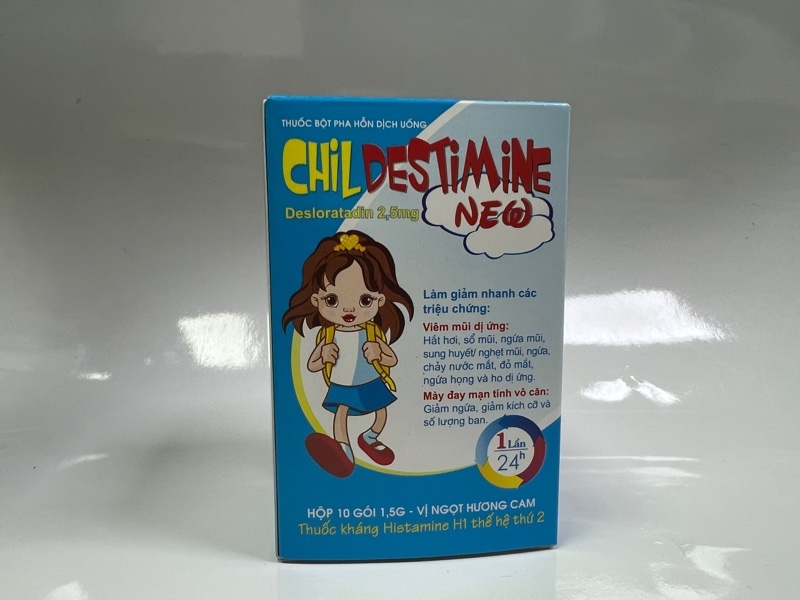 THUỐC BỘT PHA HỖN DỊCH UỐNG
CHILDESTIMINE
NEW
Desloratadin 2,5mg
Làm giảm nhanh các
triệu chứng:
Viêm mũi dị ứng:
Hắt hơi, sổ mũi, ngứa mũi,
sung huyết/ nghẹt mũi, ngứa,
chảy nước mắt, đỏ mắt,
ngứa họng và ho dị ứng.
Mày đay mạn tính vô căn:
Giảm ngứa, giảm kích cỡ và
số lượng ban.
1 Lần
24h
HỘP 10 GÓI 1,5G - VỊ NGỌT HƯƠNG CAM
Thuốc kháng Histamine H1 thế hệ thứ 2